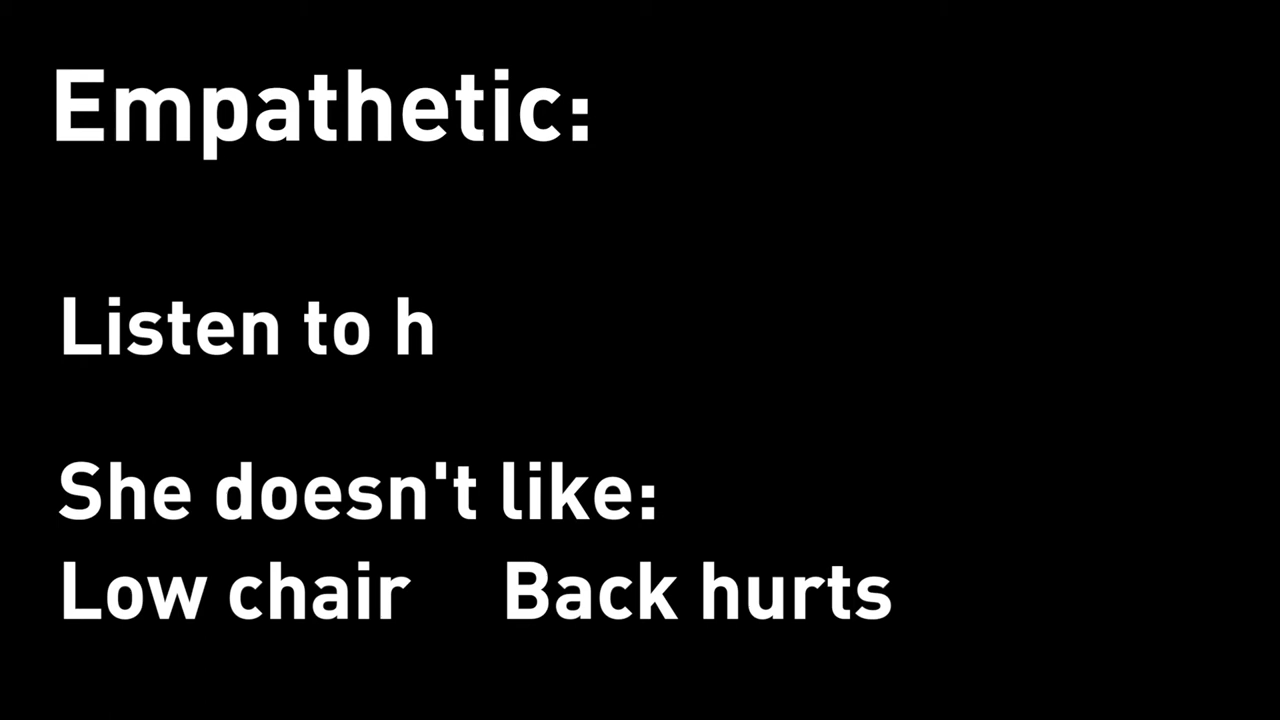 Empathetic:
Listen to h
She doesn't like:
Low chair Back hurts